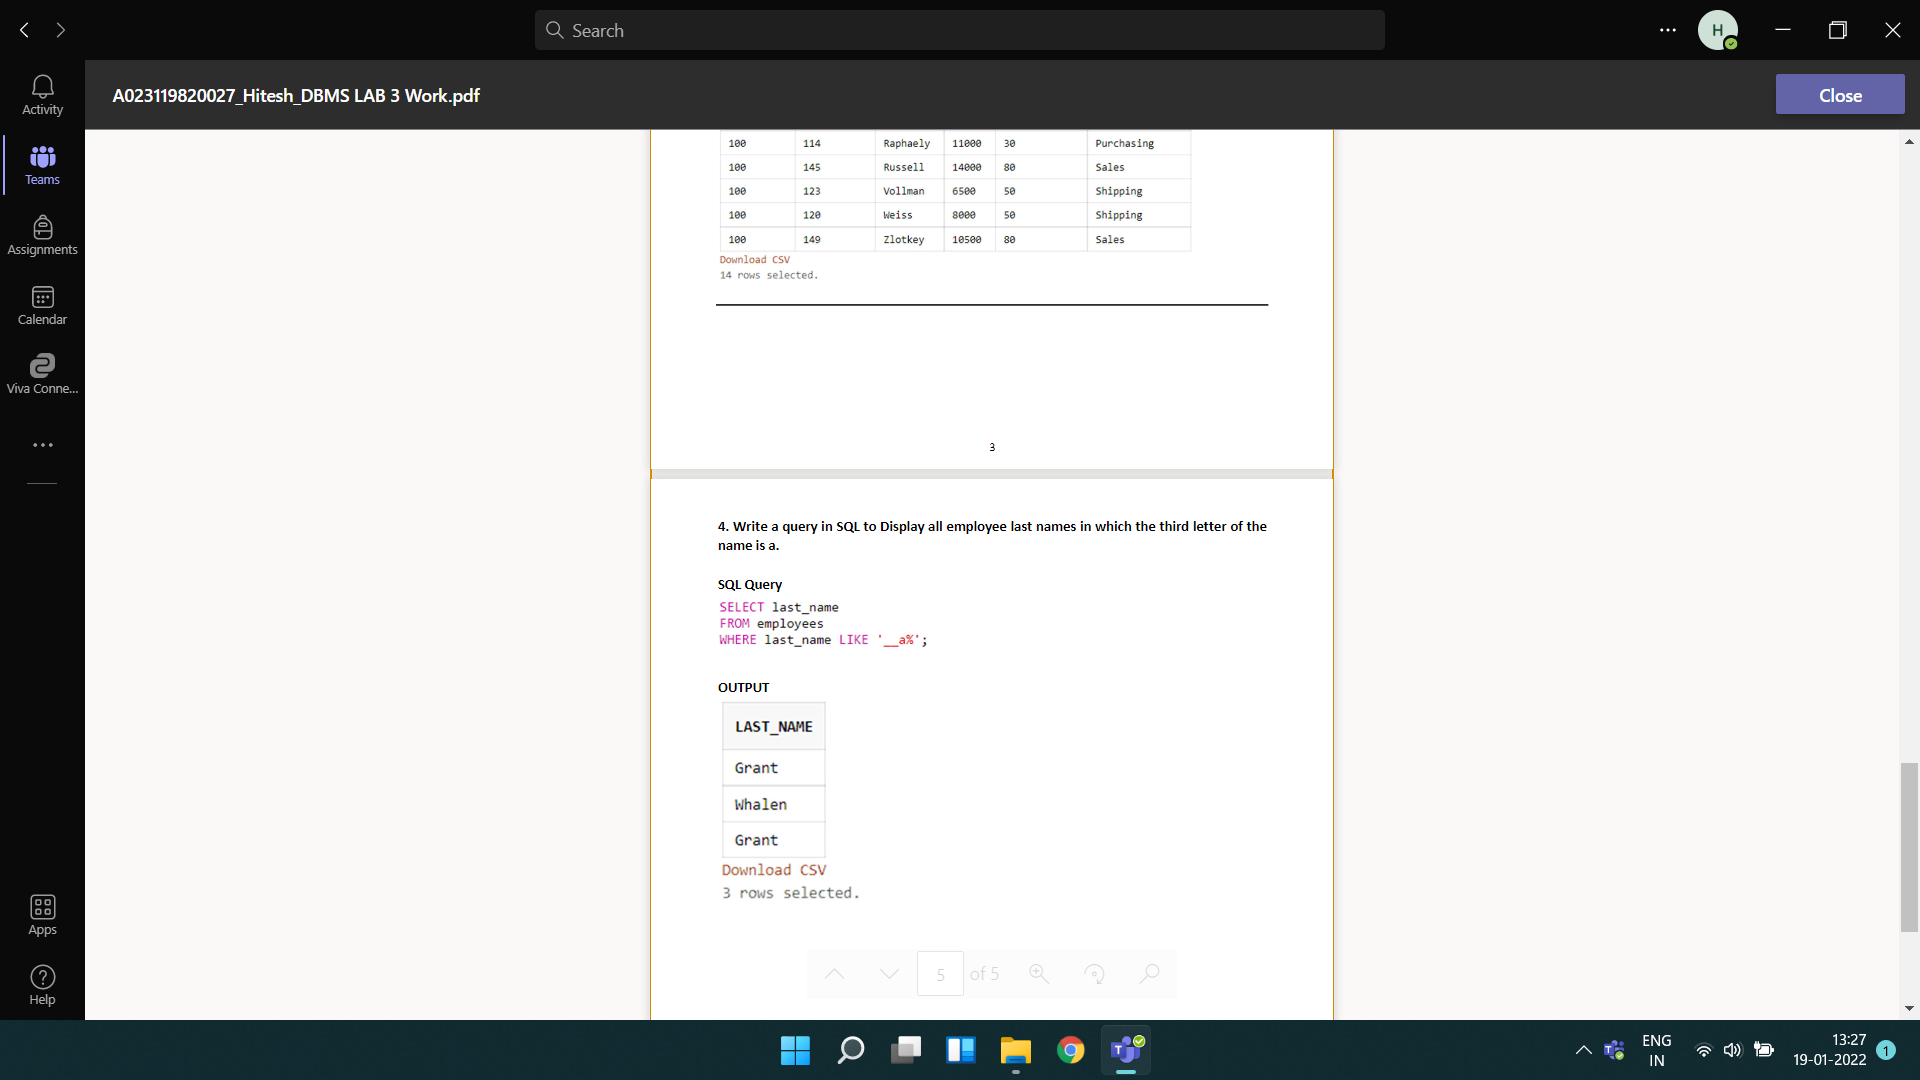 Search
H
Activity
Teams
Assignments
Calendar
Viva Conne...
Apps
Help
A023119820027_Hitesh_DBMS LAB 3 Work.pdf
Close
100 114 Raphaely 11000 30 Purchasing
100 145 Russell 14000 80 Sales
100 123 Vollman 6500 50 Shipping
100 120 Weiss 8000 50 Shipping
100 149 Zlotkey 10500 80 Sales
Download CSV
14 rows selected.
3
4. Write a query in SQL to Display all employee last names in which the third letter of the
name is a.
SQL Query
SELECT last_name
FROM employees
WHERE last_name LIKE '__a%';
OUTPUT
LAST_NAME
Grant
Whalen
Grant
Download CSV
3 rows selected.
5 of 5
ENG
IN
13:27
19-01-2022
1